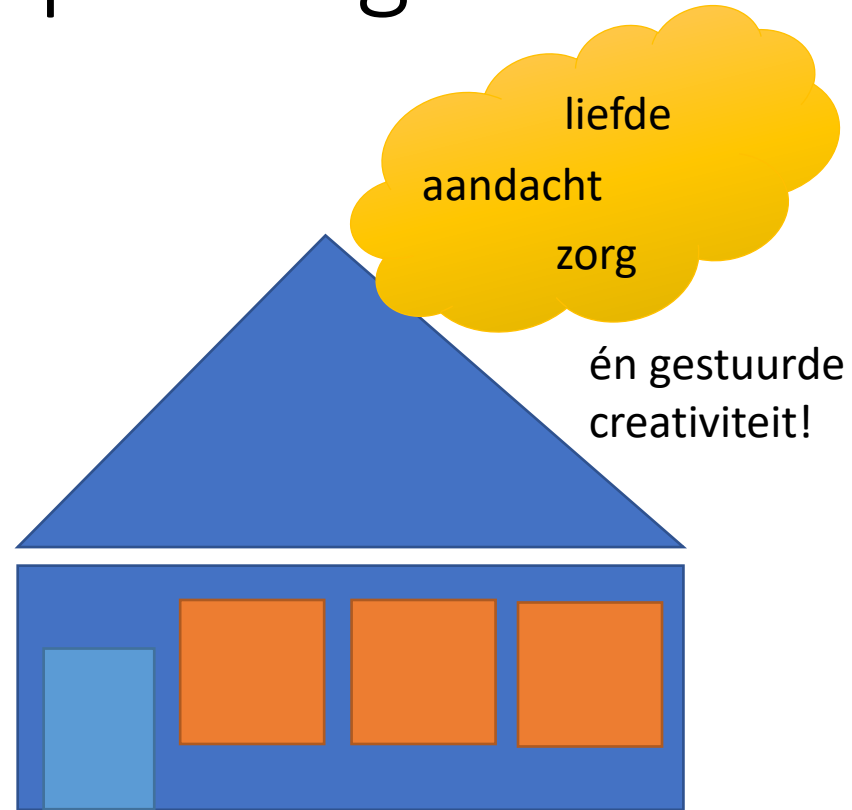 liefde
aandacht
zorg
én gestuurde
creativiteit!